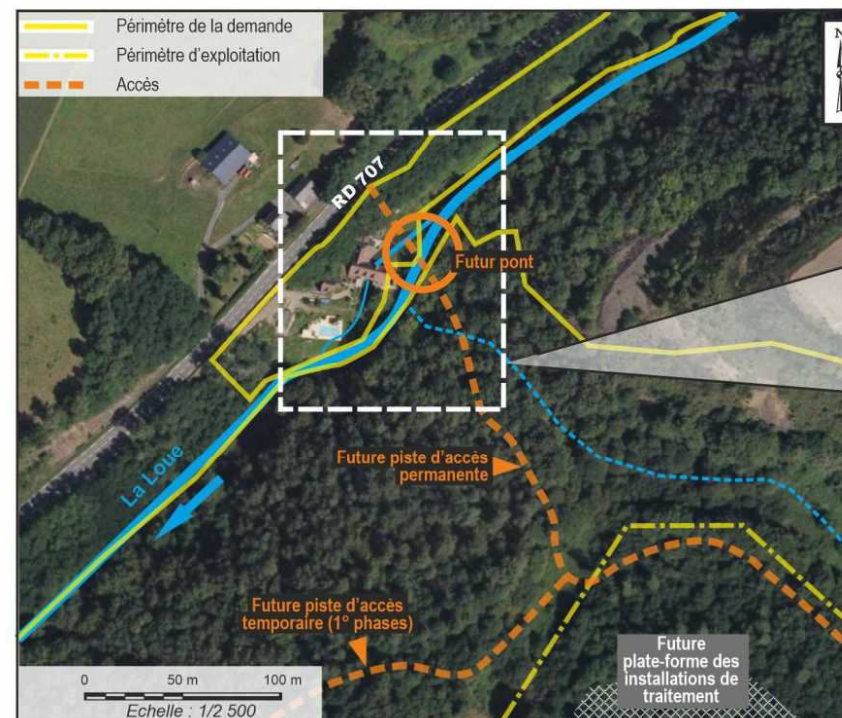 Périmètre de la demande
Périmètre d'exploitation
Accès
N
RD 707
Futur pont
La Loue
Future piste d'accès
permanente
Future piste d'accès
temporaire (1° phases)
Future
plate-forme des
installations de
traitement
0 50 m 100 m
Echelle : 1/2 500